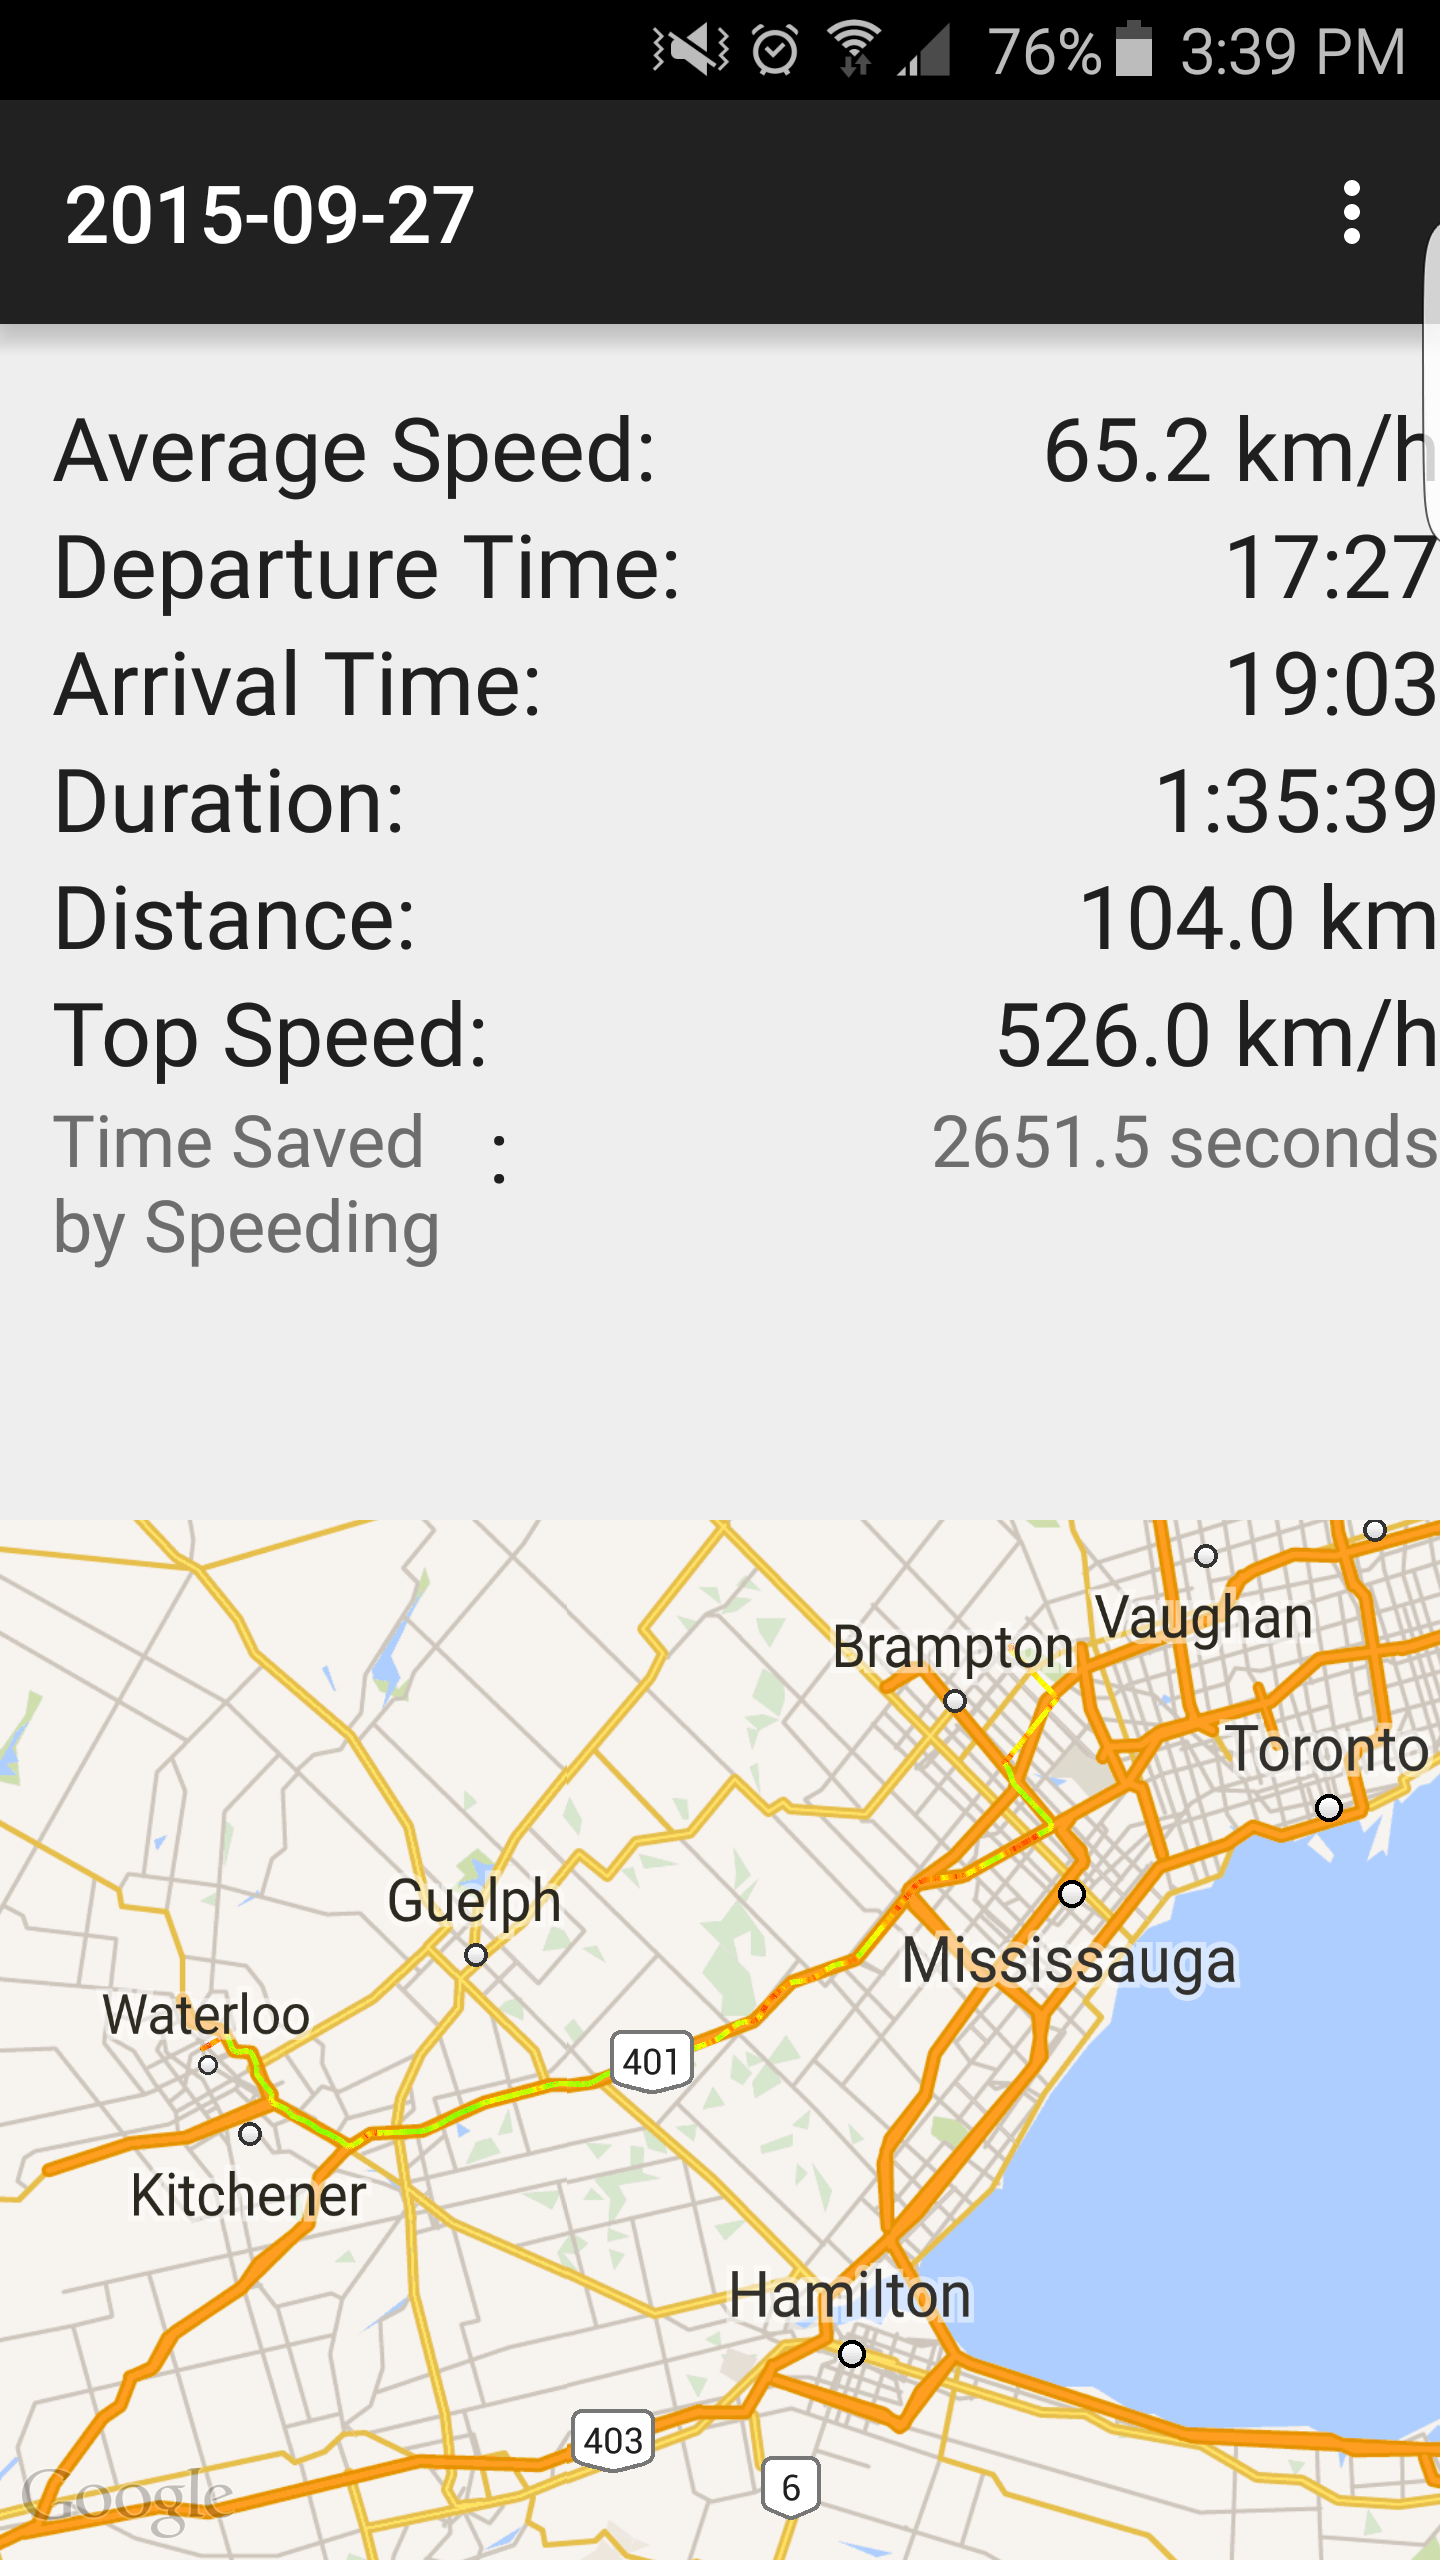 76% 3:39 PM
2015-09-27
Average Speed: 65.2 km/h
Departure Time: 17:27
Arrival Time: 19:03
Duration: 1:35:39
Distance: 104.0 km
Top Speed: 526.0 km/h
Time Saved : 2651.5 seconds
by Speeding
Vaughan
Brampton
Toronto
Guelph
Mississauga
Waterloo
401
Kitchener
Hamilton
403
6
Google